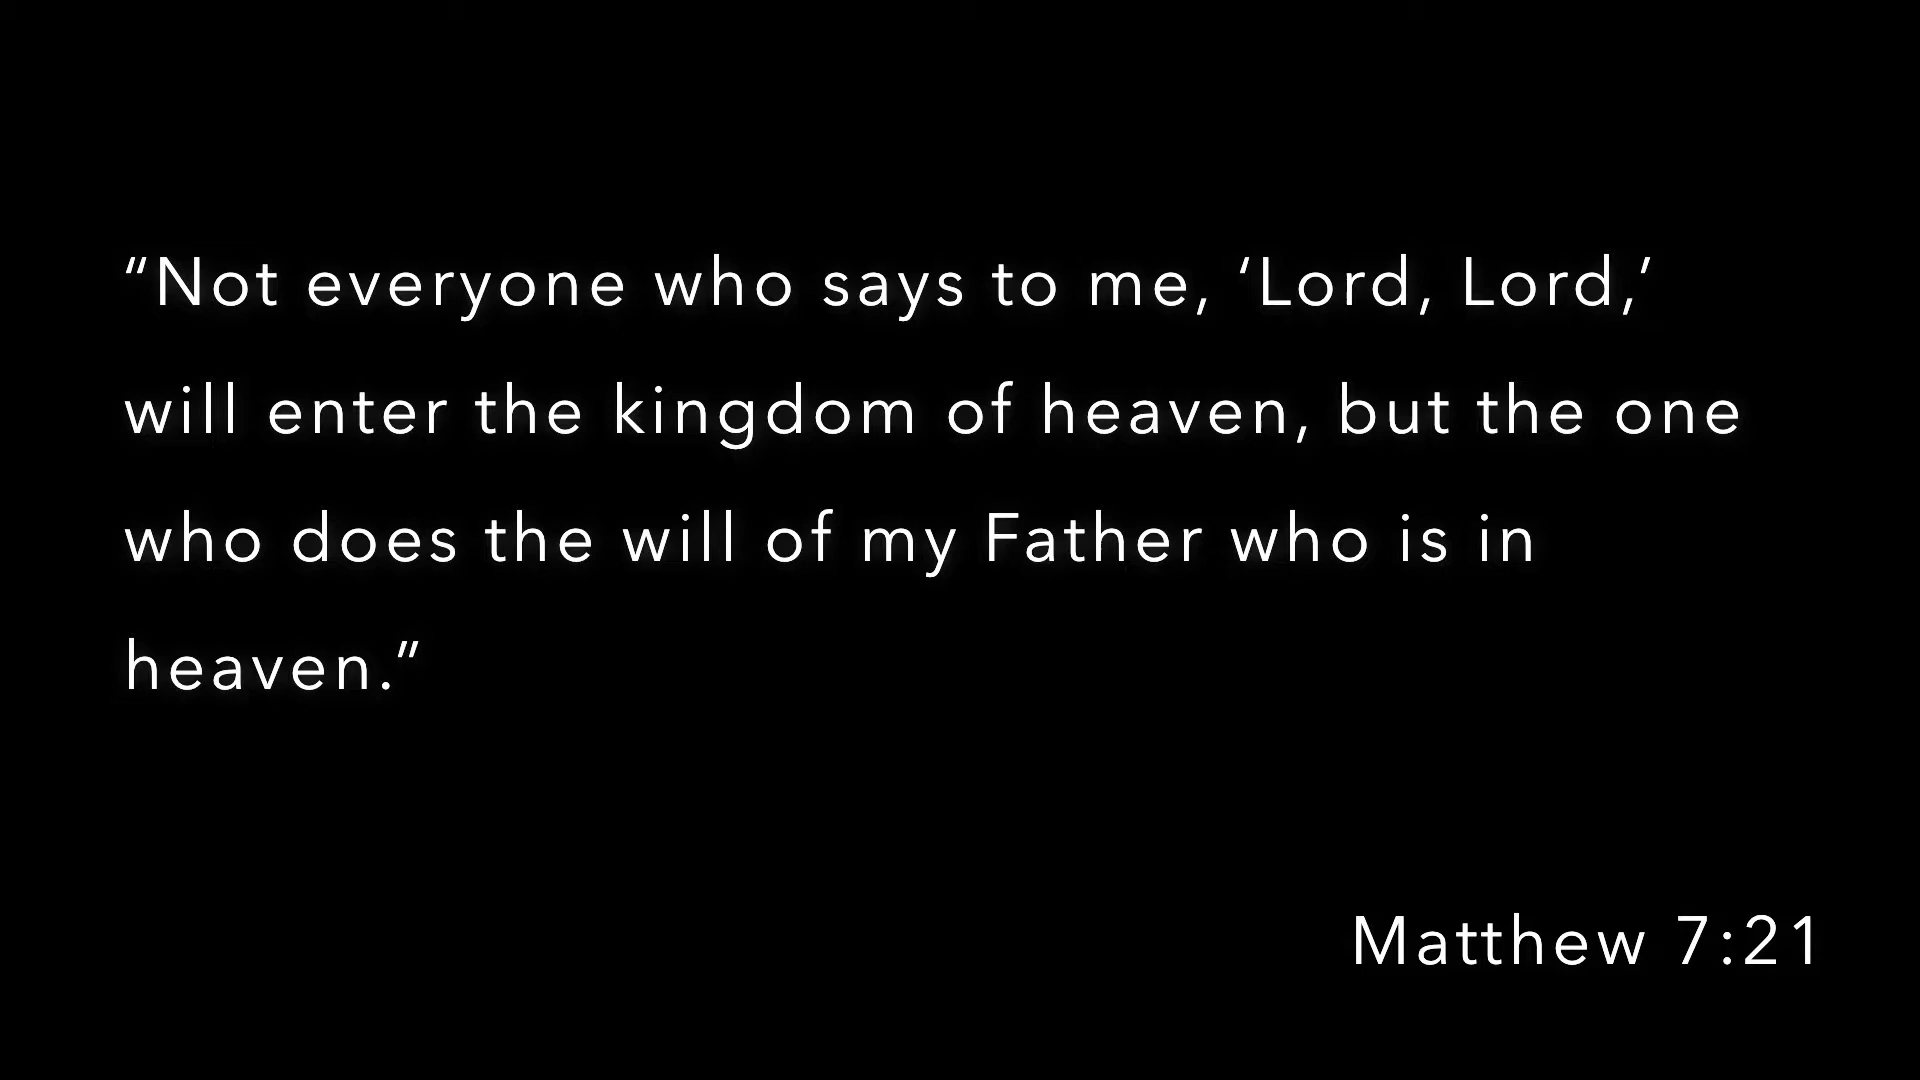 “Not everyone who says to me, ‘Lord, Lord,’
will enter the kingdom of heaven, but the one
who does the will of my Father who is in
heaven.”
Matthew 7:21